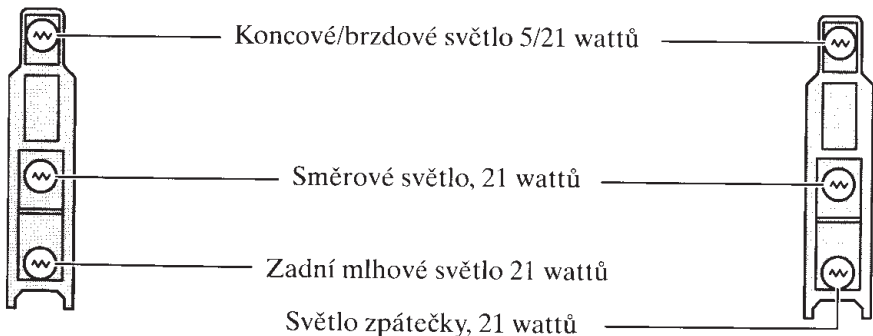 Koncové/brzdové světlo 5/21 wattů
Směrové světlo, 21 wattů
Zadní mlhové světlo 21 wattů
Světlo zpátečky, 21 wattů